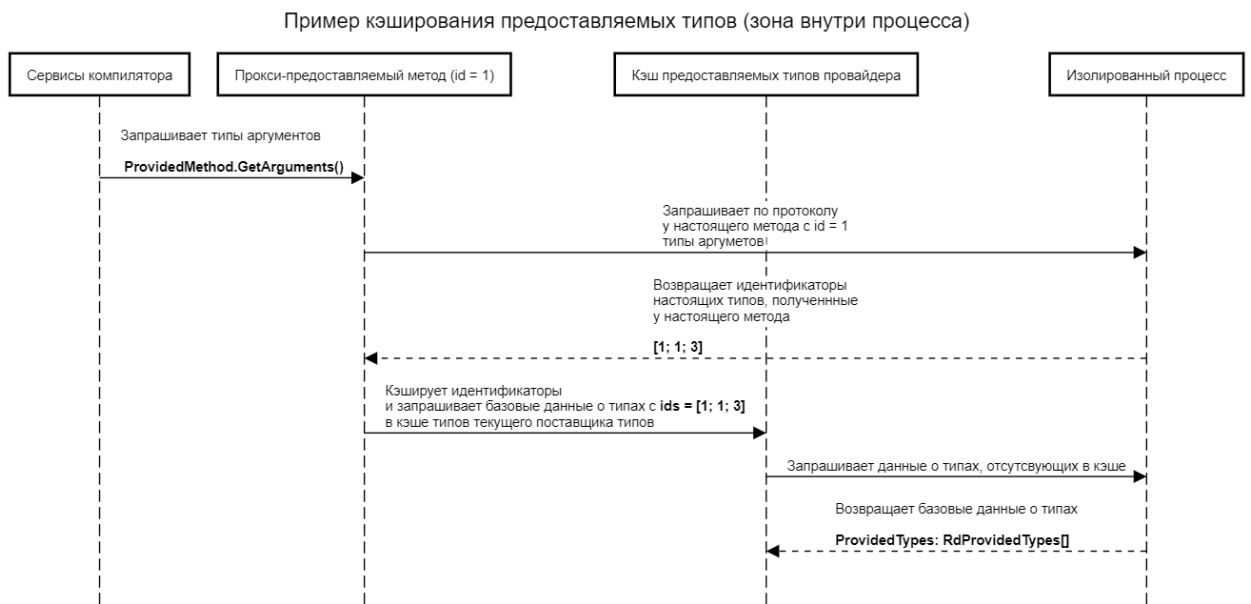 Пример кэширования предоставляемых типов (зона внутри процесса)
Сервисы компилятора
Прокси-предоставляемый метод (id = 1)
Кэш предоставляемых типов провайдера
Изолированный процесс
Запрашивает типы аргументов
ProvidedMethod.GetArguments()
Запрашивает по протоколу
у настоящего метода с id = 1
типы аргуметов
Возвращает идентификаторы
настоящих типов, полученнные
у настоящего метода
[1; 1; 3]
Кэширует идентификаторы
и запрашивает базовые данные о типах с ids = [1; 1; 3]
в кэше типов текущего поставщика типов
Запрашивает данные о типах, отсутсвующих в кэше
Возвращает базовые данные о типах
ProvidedTypes: RdProvidedTypes[]